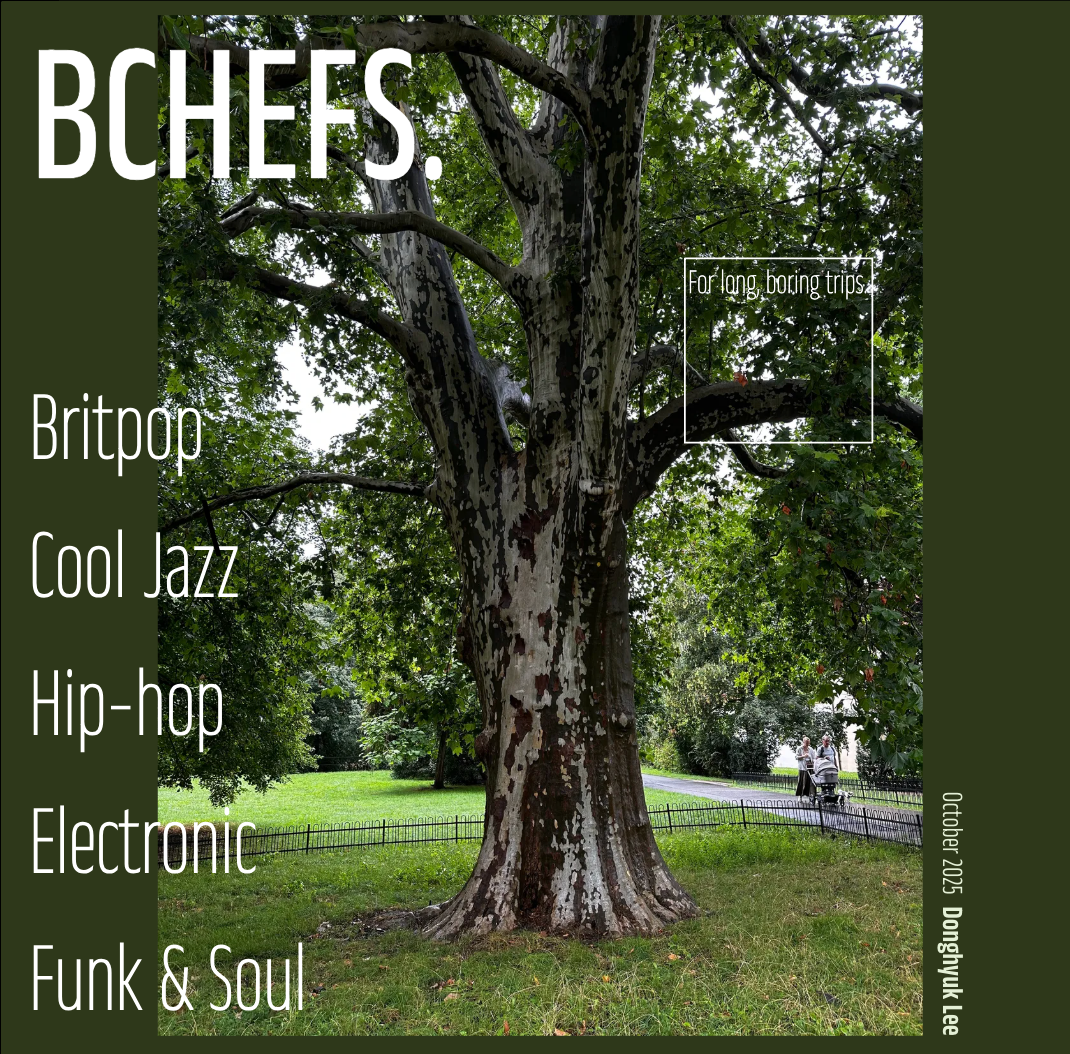 BCHEFS.
For long, boring trips.
Britpop
Cool Jazz
Hip-hop
Electronic
Funk & Soul
October 2025 Donghyuk Lee